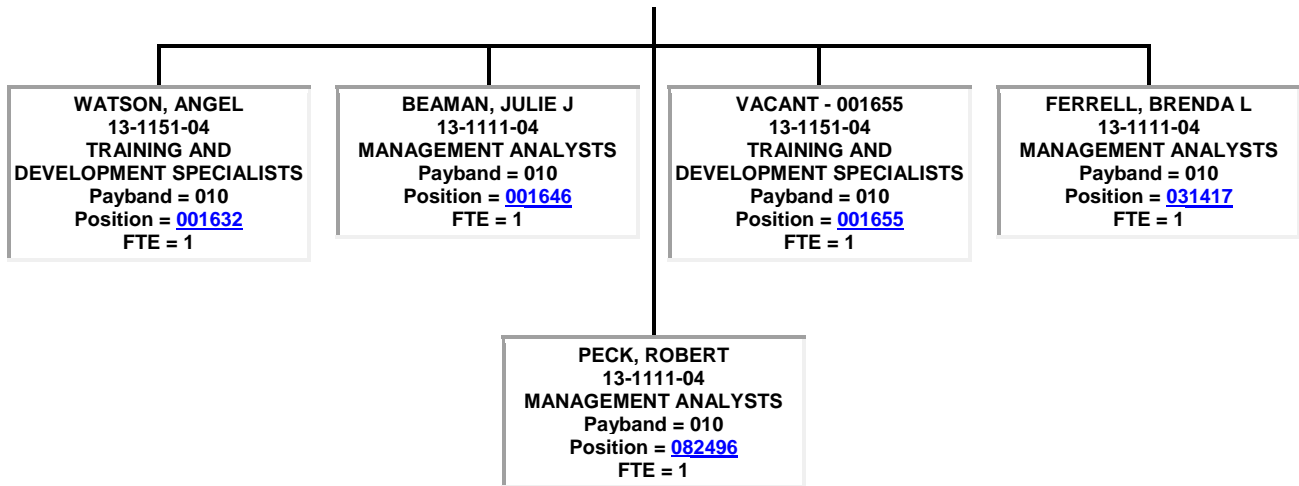 WATSON, ANGEL
13-1151-04
TRAINING AND
DEVELOPMENT SPECIALISTS
Payband = 010
Position = 001632
FTE = 1
BEAMAN, JULIE J
13-1111-04
MANAGEMENT ANALYSTS
Payband = 010
Position = 001646
FTE = 1
VACANT - 001655
13-1151-04
TRAINING AND
DEVELOPMENT SPECIALISTS
Payband = 010
Position = 001655
FTE = 1
FERRELL, BRENDA L
13-1111-04
MANAGEMENT ANALYSTS
Payband = 010
Position = 031417
FTE = 1
PECK, ROBERT
13-1111-04
MANAGEMENT ANALYSTS
Payband = 010
Position = 082496
FTE = 1